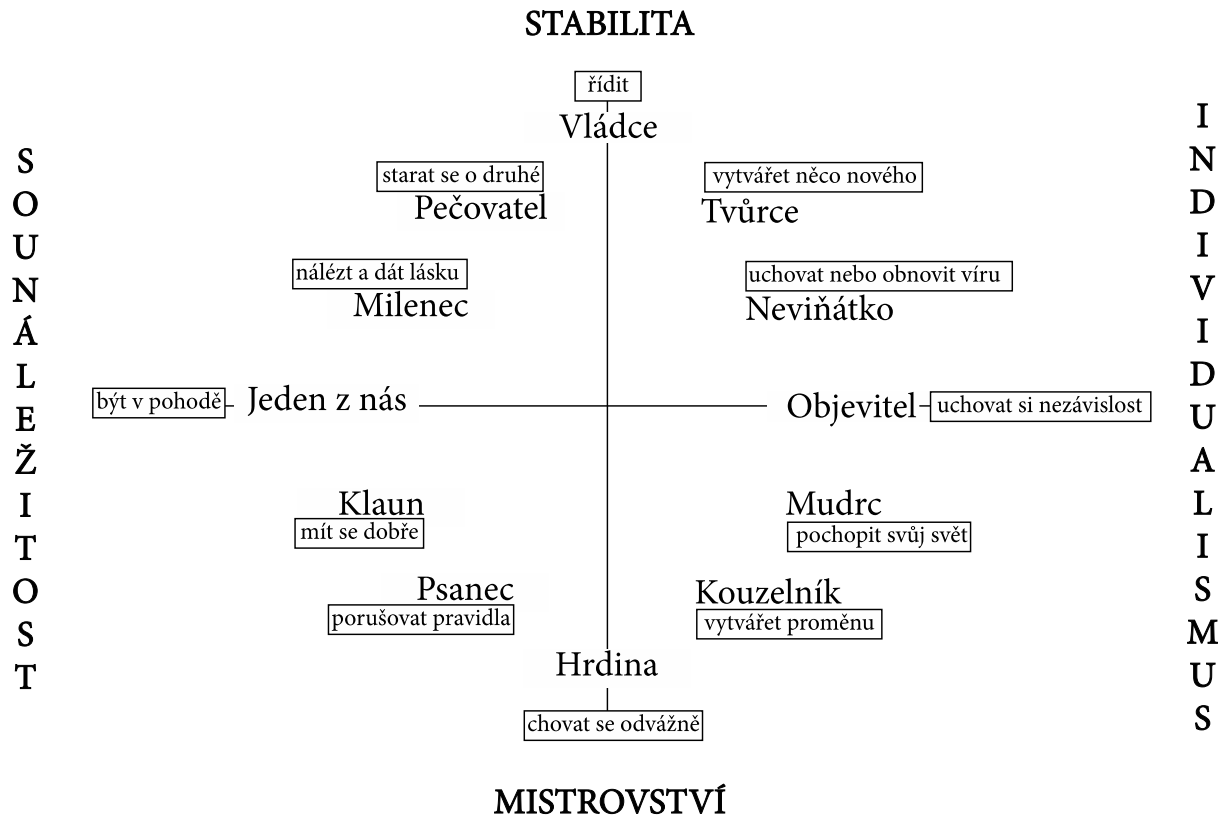 STABILITA
řídit
Vládce
starat se o druhé
Pečovatel
vytvářet něco nového
Tvůrce
nálézt a dát lásku
Milenec
uchovat nebo obnovit víru
Neviňátko
SOUNÁLEŽITOST
INDIVIDUALISMUS
být v pohodě
Jeden z nás
Objevitel
uchovat si nezávislost
Klaun
mít se dobře
Mudrc
pochopit svůj svět
Psanec
porušovat pravidla
Kouzelník
vytvářet proměnu
Hrdina
chovat se odvážně
MISTROVSTVÍ